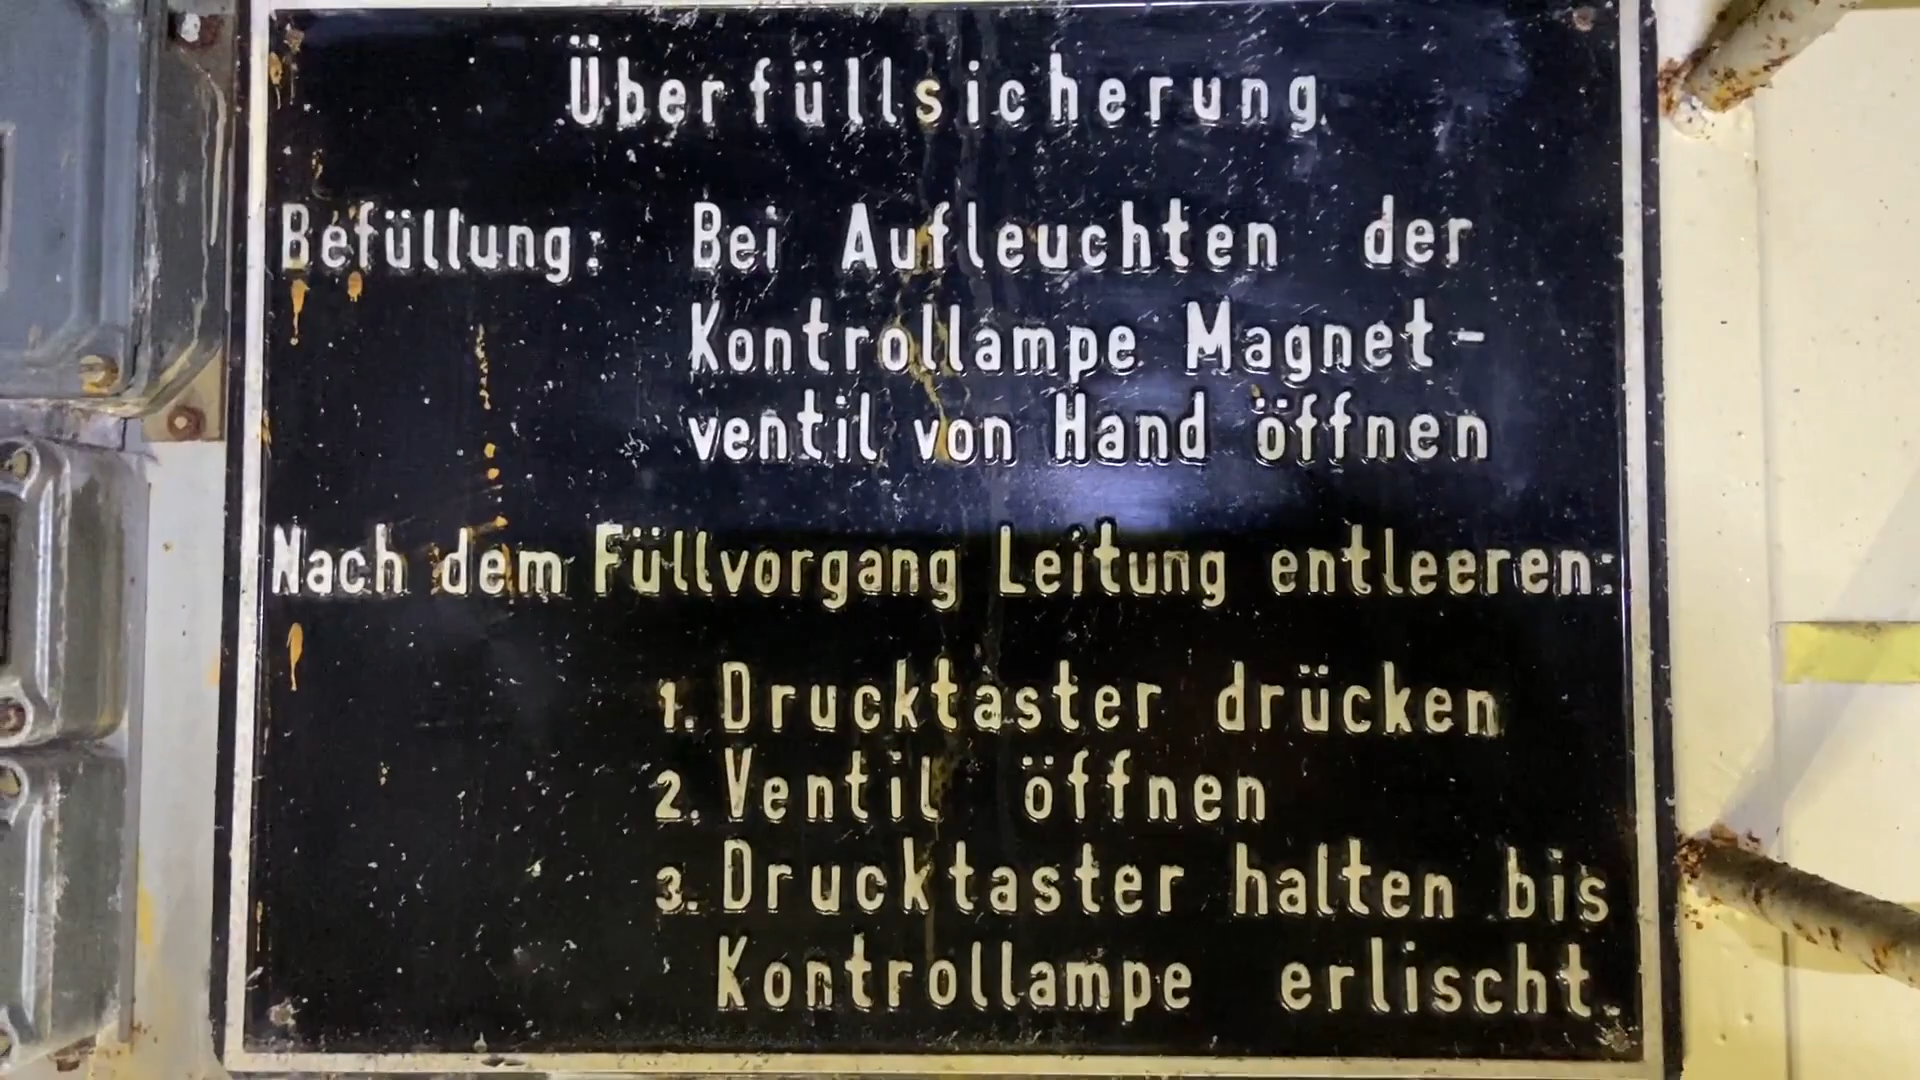 Überfüllsicherung
Befüllung: Bei Aufleuchten der
Kontrollampe Magnet-
ventil von Hand öffnen
Nach dem Füllvorgang Leitung entleeren:
1. Drucktaster drücken
2. Ventil öffnen
3. Drucktaster halten bis
Kontrollampe erlischt.